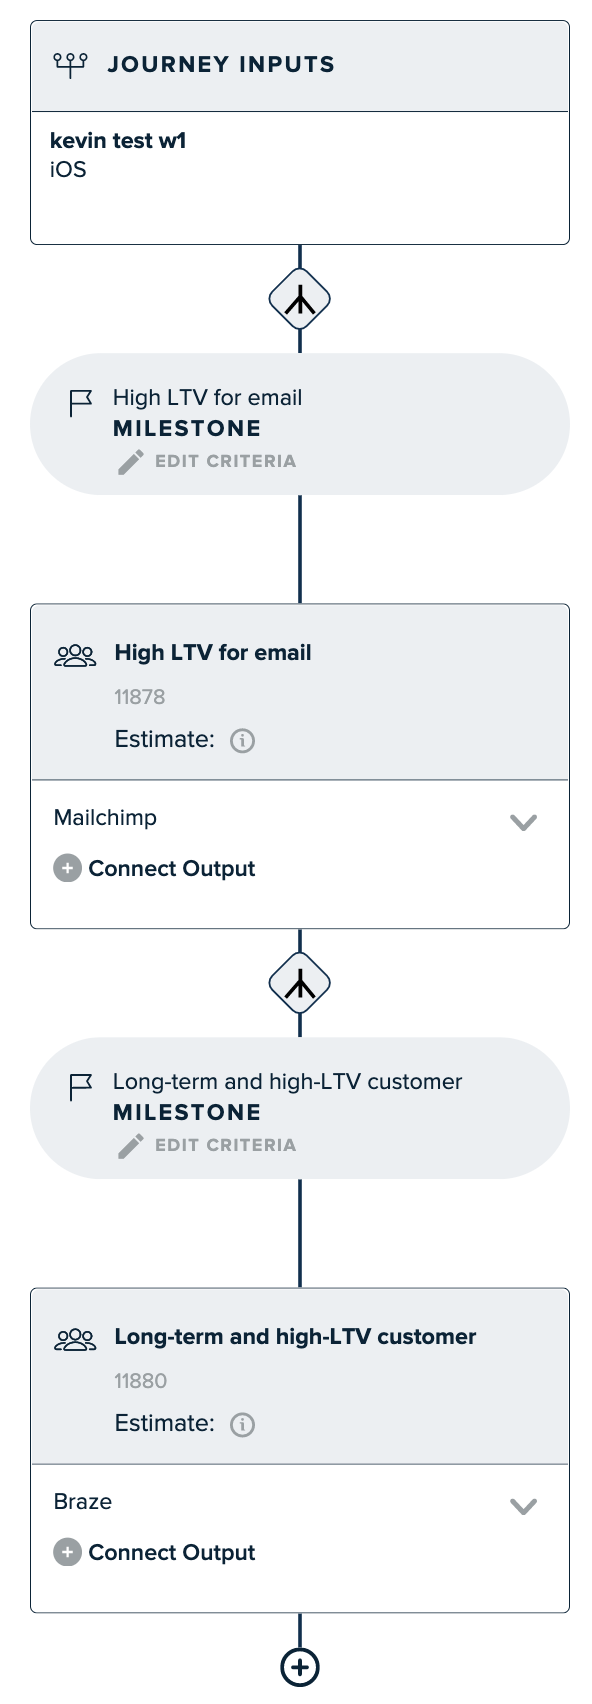 JOURNEY INPUTS
kevin test w1
iOS
High LTV for email
MILESTONE
EDIT CRITERIA
High LTV for email
11878
Estimate:
Mailchimp
Connect Output
Long-term and high-LTV customer
MILESTONE
EDIT CRITERIA
Long-term and high-LTV customer
11880
Estimate:
Braze
Connect Output